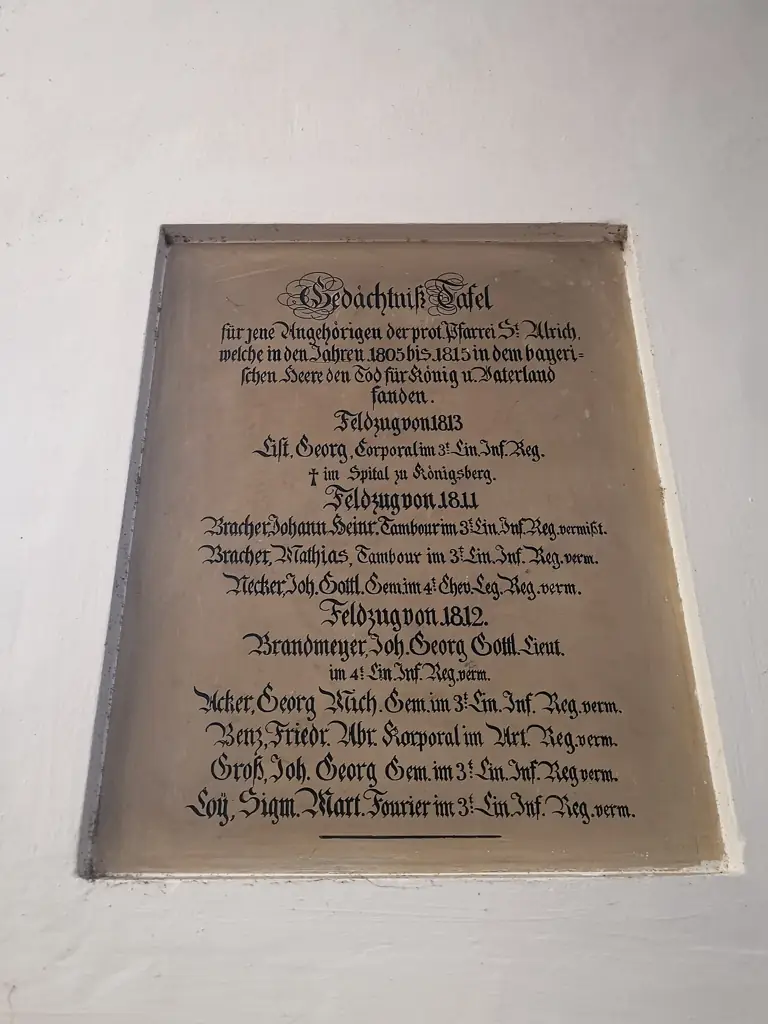 Gedächtniß Tafel
für jene Angehörigen der prot. Pfarrei St. Ulrich,
welche in den Jahren 1805 bis 1815 in dem bayeri=
schen Heere den Tod für König u. Vaterland
fanden.
Feldzug von 1813
List, Georg, Corporal im 3t. Lin. Inf. Reg.
† im Spital zu Königsberg.
Feldzug von 1811
Bracher, Johann Heinr. Tambour im 3t. Lin. Inf. Reg. vermißt.
Bracher, Mathias, Tambour im 3t. Lin. Inf. Reg. verm.
Necker, Joh. Gottl. Gem. im 4t. Chev. Leg. Reg. verm.
Feldzug von 1812.
Brandmeyer, Joh. Georg Gottl. Lieut.
im 4t. Lin. Inf. Reg. verm.
Acker, Georg Mich. Gem. im 3t. Lin. Inf. Reg. verm.
Benz, Friedr. Abr. Korporal im Art. Reg. verm.
Groß, Joh. Georg Gem. im 3t. Lin. Inf. Reg verm.
Loÿ, Sigm. Mart. Fourier im 3t. Lin. Inf. Reg. verm.